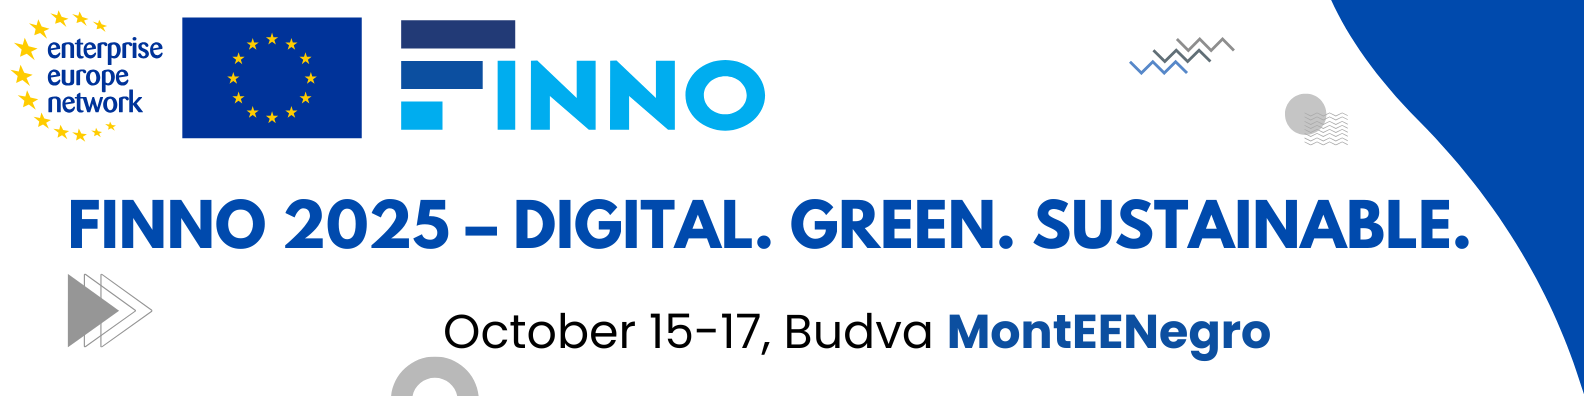 enterprise
europe
network
FINNO
FINNO 2025 – DIGITAL. GREEN. SUSTAINABLE.
October 15-17, Budva MontEENegro